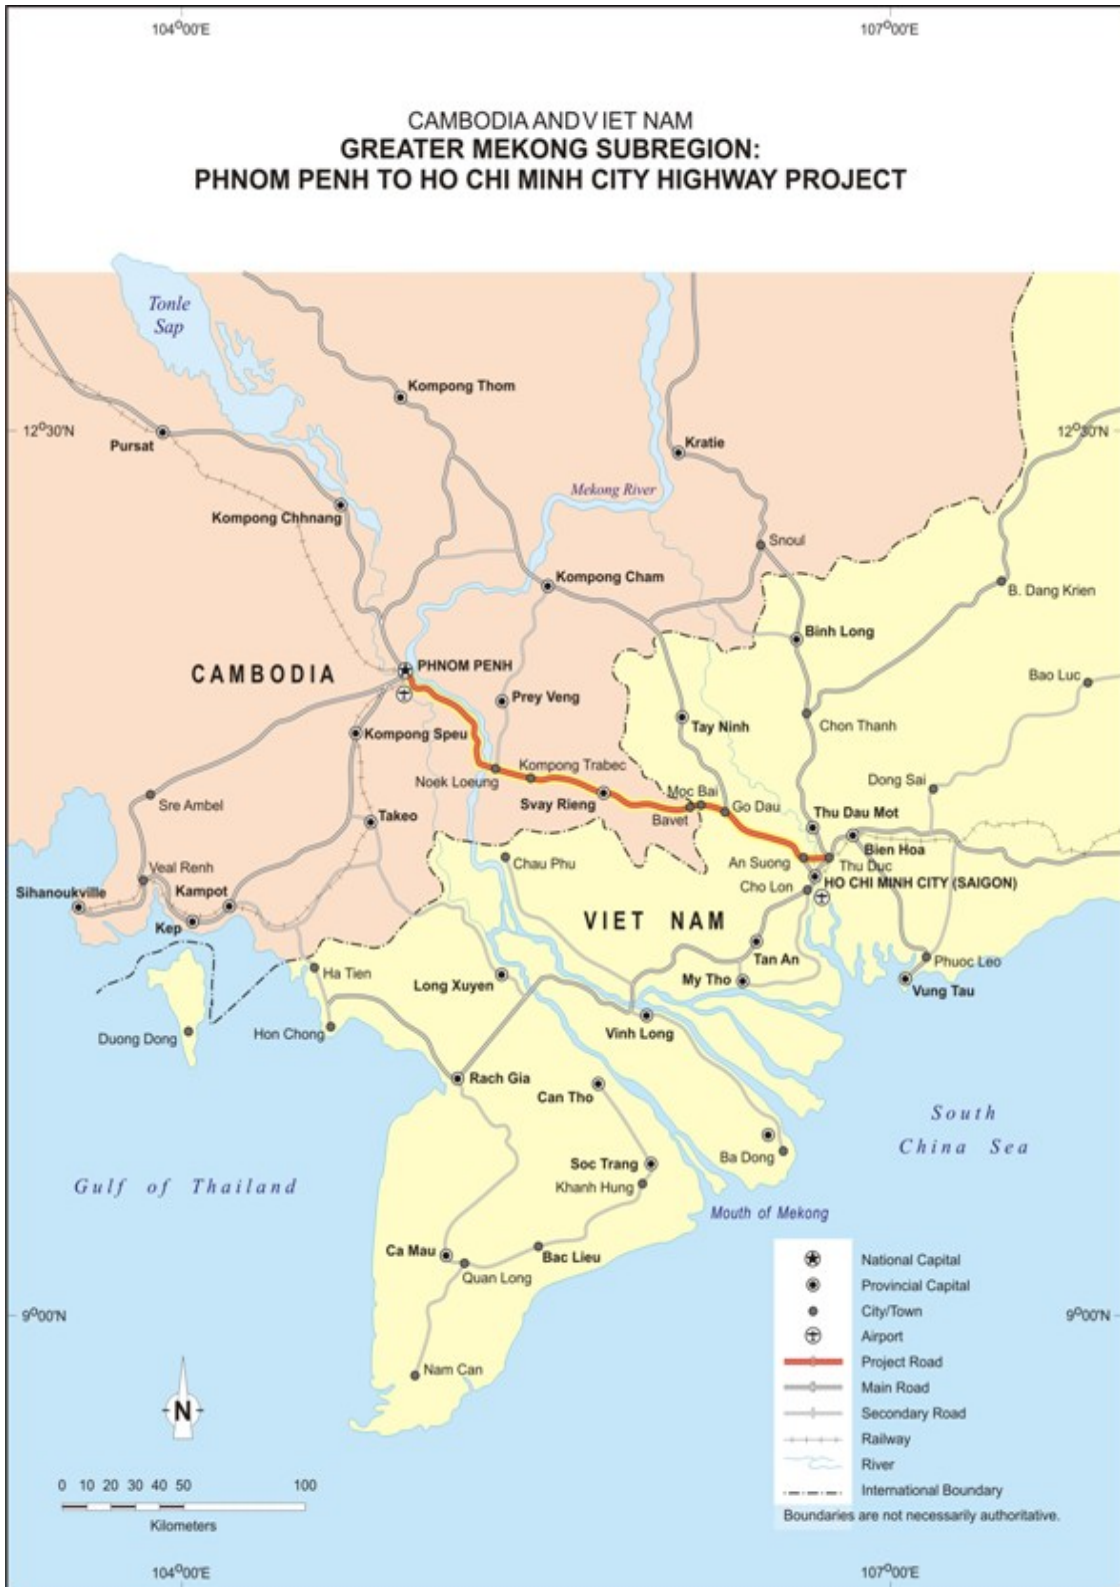 104°00'E
107°00'E
CAMBODIA AND V IET NAM
GREATER MEKONG SUBREGION:
PHNOM PENH TO HO CHI MINH CITY HIGHWAY PROJECT
Tonle
Sap
Kompong Thom
12°30'N
12°30'N
Pursat
Kratie
Mekong River
Kompong Chhnang
Snoul
Kompong Cham
B. Dang Krien
Binh Long
CAMBODIA
PHNOM PENH
Bao Luc
Prey Veng
Tay Ninh
Chon Thanh
Kompong Speu
Kompong Trabec
Noek Loeung
Dong Sai
Moc Bai
Sre Ambel
Svay Rieng
Go Dau
Takeo
Bavet
Thu Dau Mot
Bien Hoa
Chau Phu
An Suong
Thu Duc
Veal Renh
HO CHI MINH CITY (SAIGON)
Sihanoukville
Kampot
Cho Lon
Kep
VIET NAM
Tan An
Phuoc Leo
Ha Tien
Long Xuyen
My Tho
Vung Tau
Duong Dong
Hon Chong
Vinh Long
Rach Gia
Can Tho
South
China Sea
Ba Dong
Soc Trang
Gulf of Thailand
Khanh Hung
Mouth of Mekong
Ca Mau
Bac Lieu
Quan Long
National Capital
Provincial Capital
City/Town
9°00'N
9°00'N
Airport
Project Road
Nam Can
Main Road
N
Secondary Road
Railway
River
0 10 20 30 40 50 100
International Boundary
Kilometers
Boundaries are not necessarily authoritative.
104°00'E
107°00'E